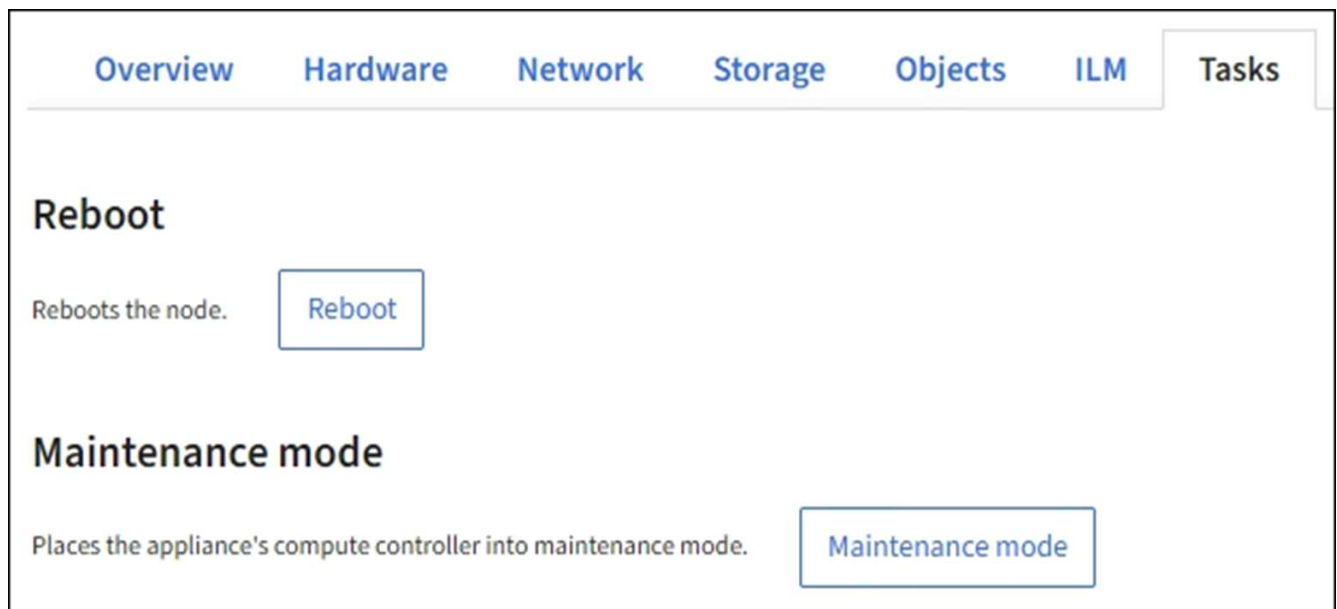 Overview Hardware Network Storage Objects ILM Tasks
Reboot
Reboots the node. Reboot
Maintenance mode
Places the appliance's compute controller into maintenance mode. Maintenance mode